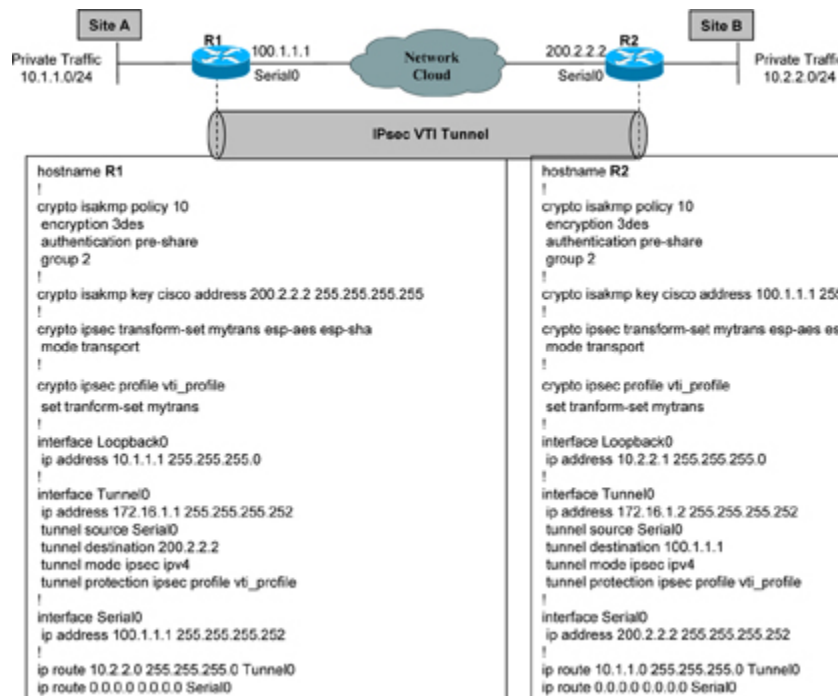 Site A
Site B
R1
R2
100.1.1.1
200.2.2.2
Private Traffic
10.1.1.0/24
Serial0
Network
Cloud
Serial0
Private Traffi
10.2.2.0/24
IPsec VTI Tunnel
hostname R1
!
crypto isakmp policy 10
encryption 3des
authentication pre-share
group 2
!
crypto isakmp key cisco address 200.2.2.2 255.255.255.255
!
crypto ipsec transform-set mytrans esp-aes esp-sha
mode transport
!
crypto ipsec profile vti_profile
set tranform-set mytrans
!
interface Loopback0
ip address 10.1.1.1 255.255.255.0
!
interface Tunnel0
ip address 172.16.1.1 255.255.255.252
tunnel source Serial0
tunnel destination 200.2.2.2
tunnel mode ipsec ipv4
tunnel protection ipsec profile vti_profile
!
interface Serial0
ip address 100.1.1.1 255.255.255.252
!
ip route 10.2.2.0 255.255.255.0 Tunnel0
ip route 0.0.0.0 0.0.0.0 Serial0
hostname R2
!
crypto isakmp policy 10
encryption 3des
authentication pre-share
group 2
!
crypto isakmp key cisco address 100.1.1.1 255
!
crypto ipsec transform-set mytrans esp-aes es
mode transport
!
crypto ipsec profile vti_profile
set tranform-set mytrans
!
interface Loopback0
ip address 10.2.2.1 255.255.255.0
!
interface Tunnel0
ip address 172.16.1.2 255.255.255.252
tunnel source Serial0
tunnel destination 100.1.1.1
tunnel mode ipsec ipv4
tunnel protection ipsec profile vti_profile
!
interface Serial0
ip address 200.2.2.2 255.255.255.252
!
ip route 10.1.1.0 255.255.255.0 Tunnel0
ip route 0.0.0.0 0.0.0.0 Serial0